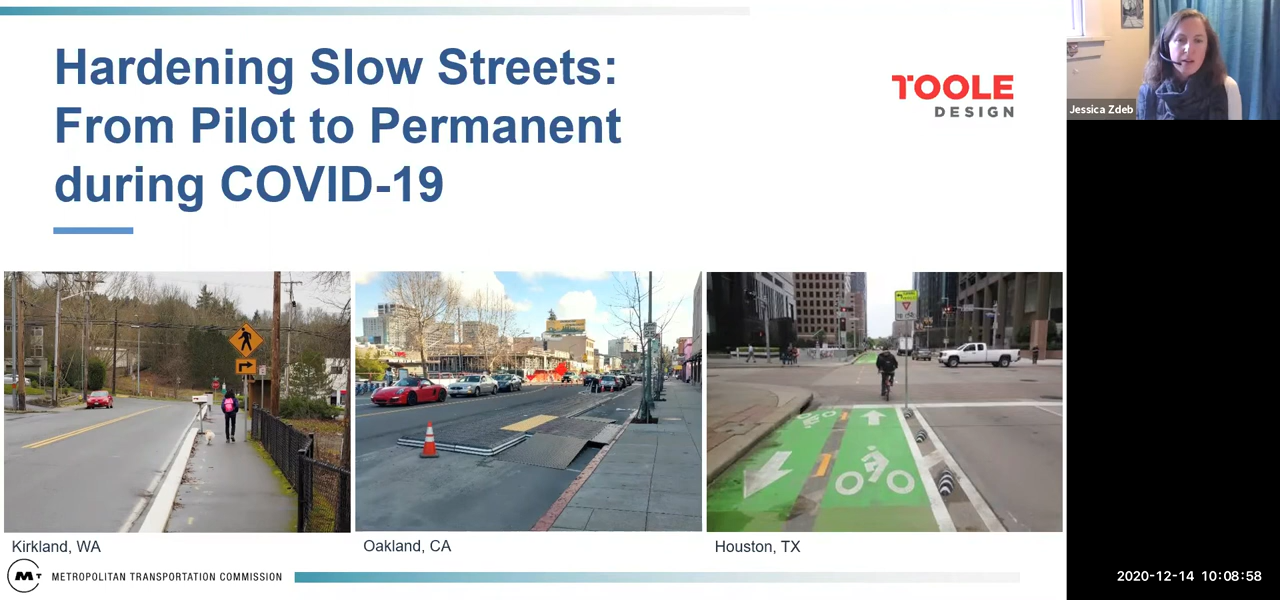 Hardening Slow Streets:
From Pilot to Permanent
during COVID-19
TOOLE
DESIGN
Jessica Zdeb
Kirkland, WA
Oakland, CA
Houston, TX
MT
METROPOLITAN TRANSPORTATION COMMISSION
2020-12-14 10:08:58